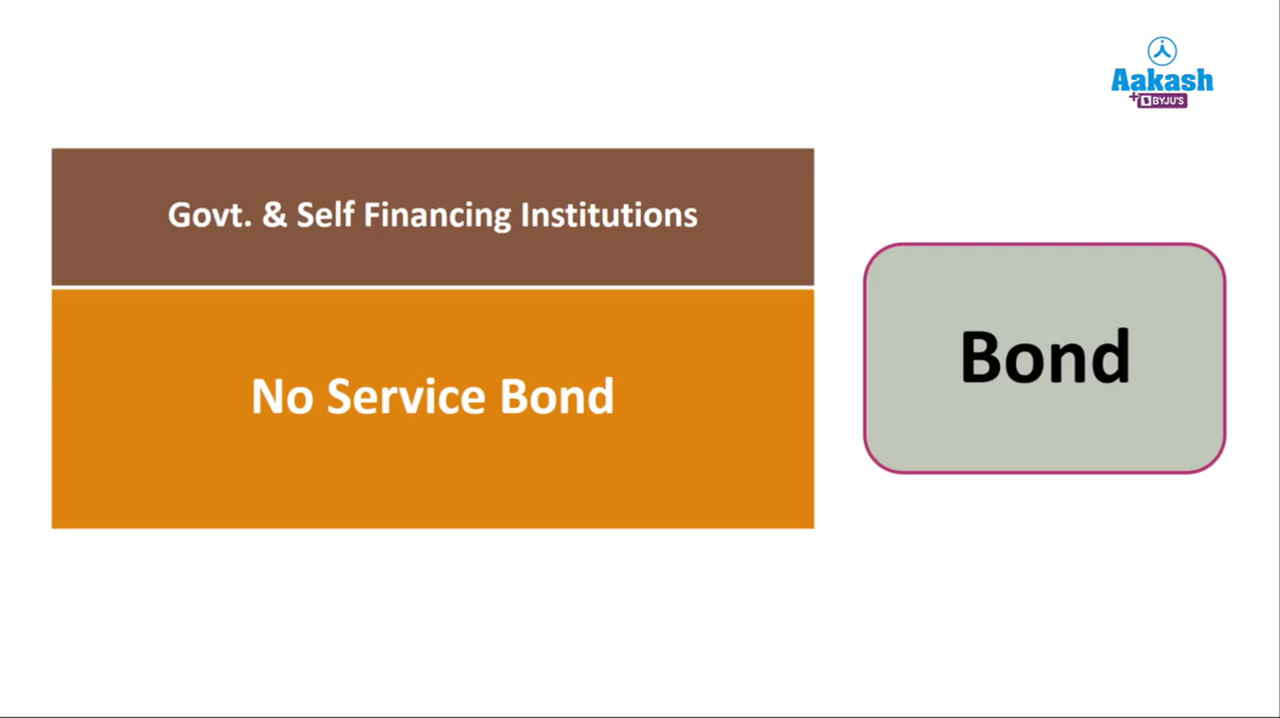 Aakash
BYJU'S
Govt. & Self Financing Institutions
No Service Bond
Bond